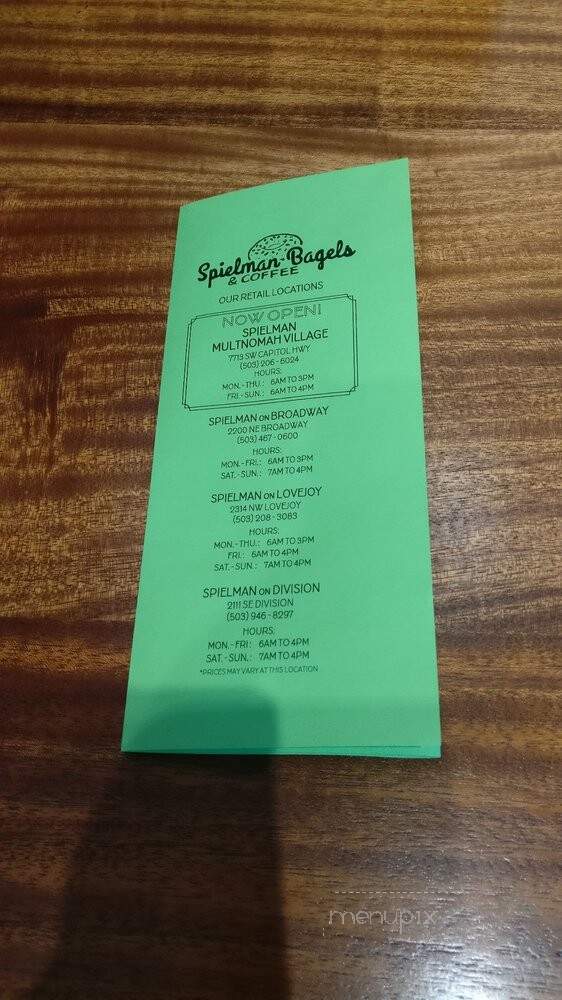 Spielman Bagels
& COFFEE
OUR RETAIL LOCATIONS
NOW OPEN!
SPIELMAN
MULTNOMAH VILLAGE
7713 SW CAPITOL HWY
(503) 206-6024
HOURS:
MON.-THU.: 6AM TO 3PM
FRI.-SUN.: 6AM TO 4PM
SPIELMAN ON BROADWAY
2200 NE BROADWAY
(503) 467-0600
HOURS:
MON.-FRI.: 6AM TO 3PM
SAT.-SUN.: 7AM TO 4PM
SPIELMAN ON LOVEJOY
2314 NW LOVEJOY
(503) 208-3083
HOURS:
MON.-THU.: 6AM TO 3PM
FRI.: 6AM TO 4PM
SAT.-SUN.: 7AM TO 4PM
SPIELMAN ON DIVISION
2111 SE DIVISION
(503) 946-8297
HOURS:
MON.-FRI: 6AM TO 4PM
SAT.-SUN.: 7AM TO 4PM
*PRICES MAY VARY AT THIS LOCATION
menupix